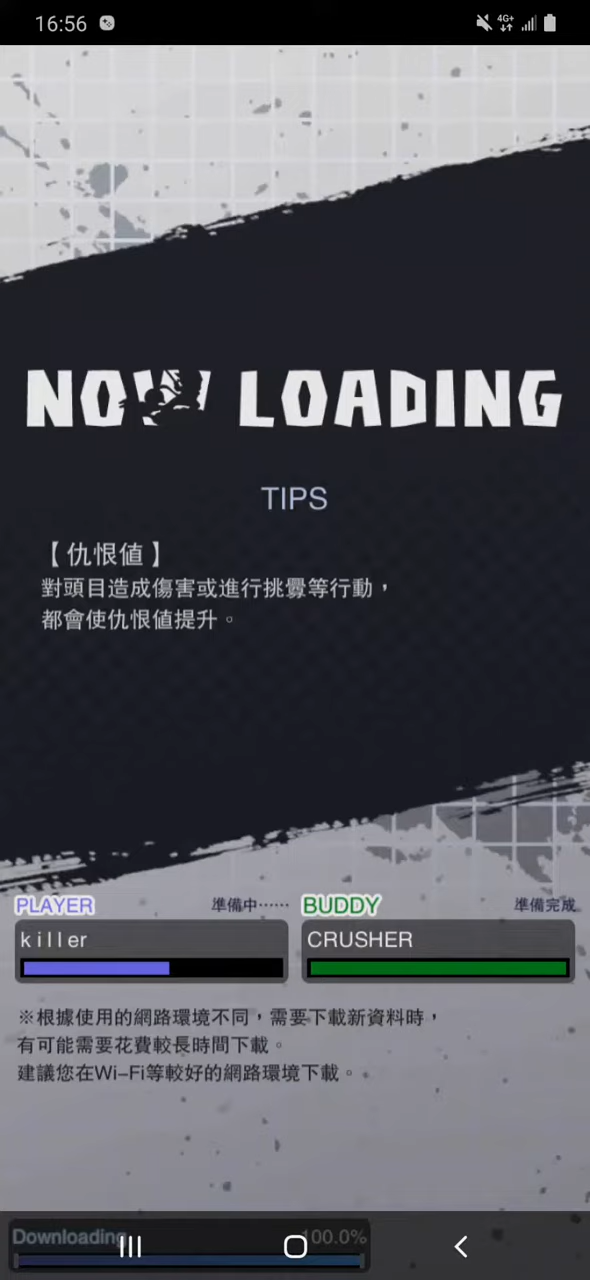 16:56
4G+
NOW LOADING
TIPS
【仇恨值】
對頭目造成傷害或進行挑釁等行動，
都會使仇恨值提升。
PLAYER 準備中…… BUDDY 準備完成
killer CRUSHER
※根據使用的網路環境不同，需要下載新資料時，
有可能需要花費較長時間下載。
建議您在Wi-Fi等較好的網路環境下載。
Downloading 100.0%